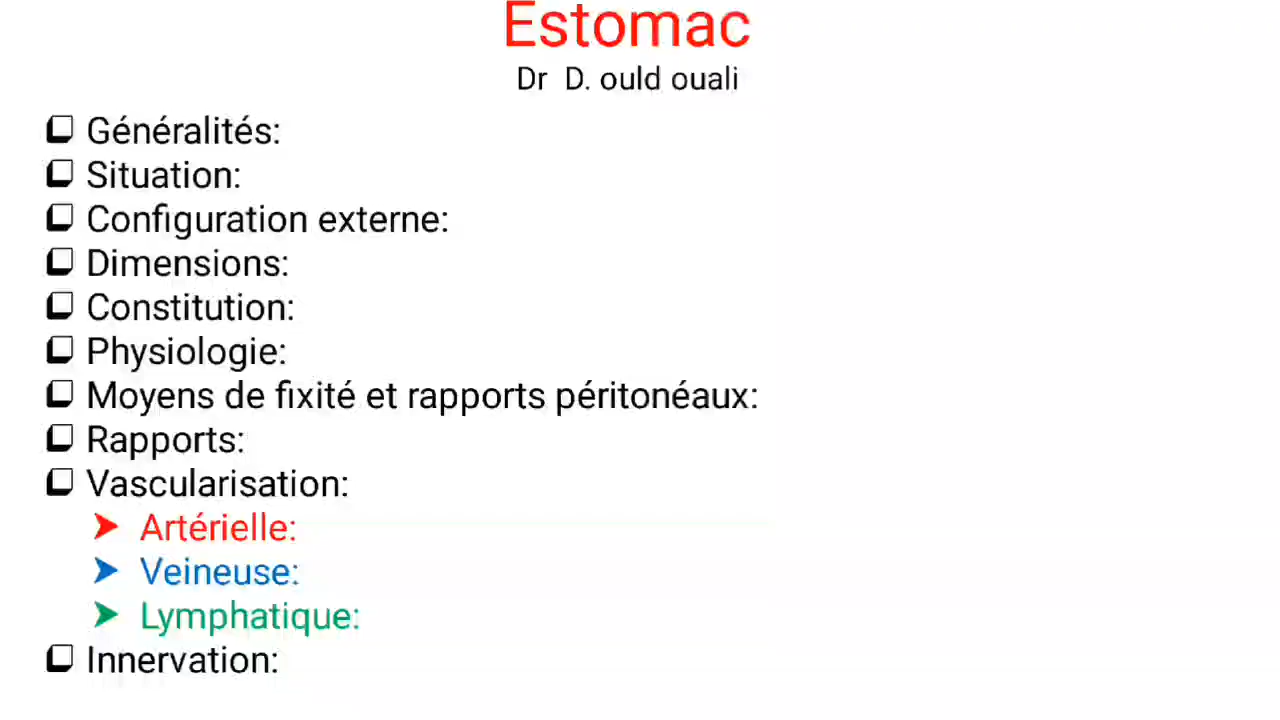 Estomac
Dr D. ould ouali
Généralités:
Situation:
Configuration externe:
Dimensions:
Constitution:
Physiologie:
Moyens de fixité et rapports péritonéaux:
Rapports:
Vascularisation:
Artérielle:
Veineuse:
Lymphatique:
Innervation: